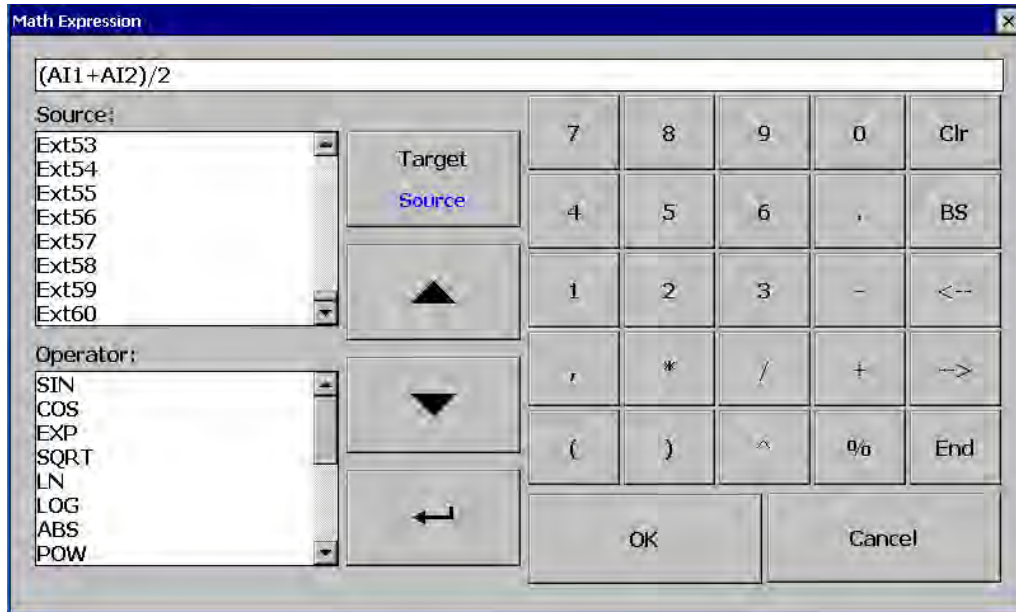 Math Expression
(AI1+AI2)/2
Source:
Ext53
Ext54
Ext55
Ext56
Ext57
Ext58
Ext59
Ext60
Target
Source
Operator:
SIN
COS
EXP
SQRT
LN
LOG
ABS
POW
7 8 9 0 Clr
4 5 6 . BS
1 2 3 - <--
, * / + -->
( ) ^ % End
OK Cancel